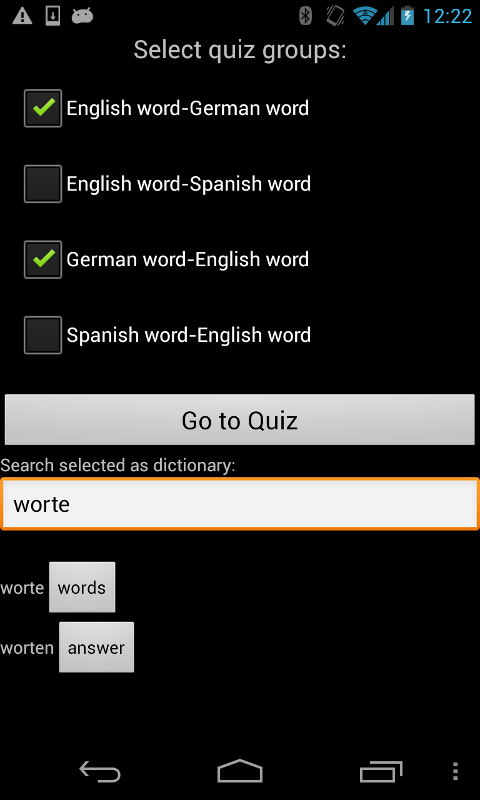 12:22
Select quiz groups:
English word-German word
English word-Spanish word
German word-English word
Spanish word-English word
Go to Quiz
Search selected as dictionary:
worte
worte words
worten answer